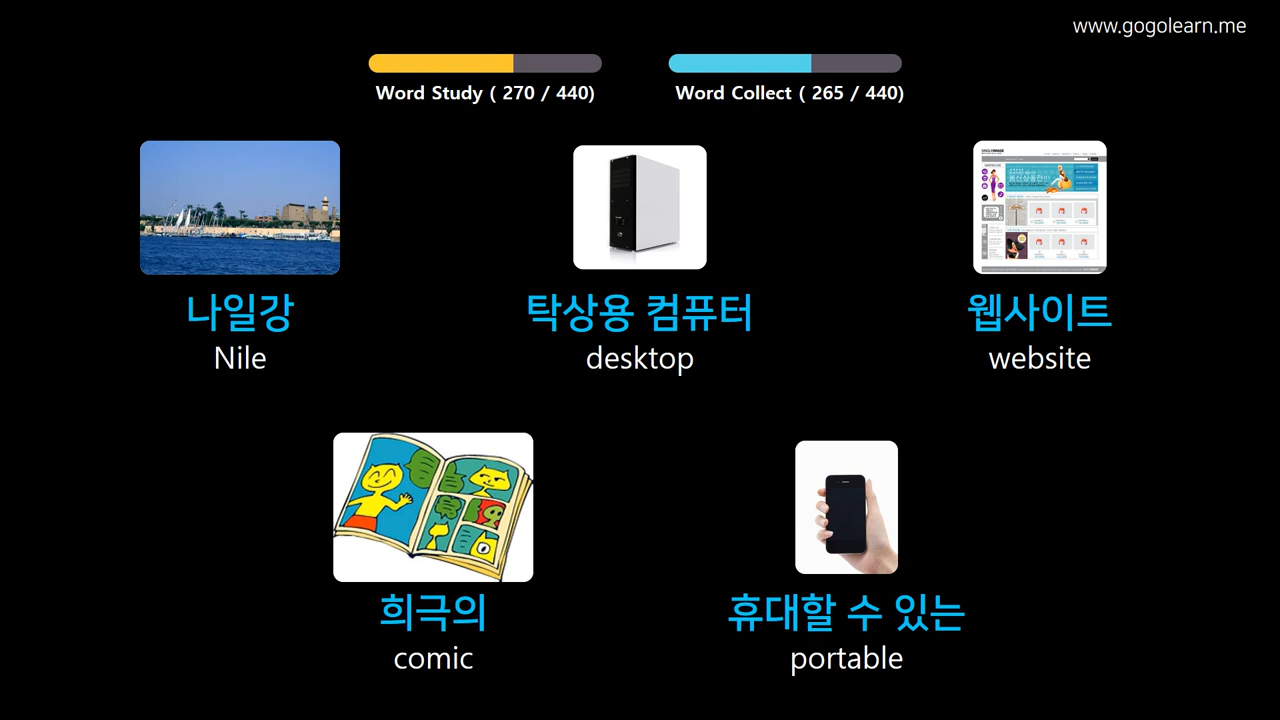 www.gogolearn.me
Word Study ( 270 / 440)
Word Collect ( 265 / 440)
나일강
Nile
탁상용 컴퓨터
desktop
웹사이트
website
희극의
comic
휴대할 수 있는
portable